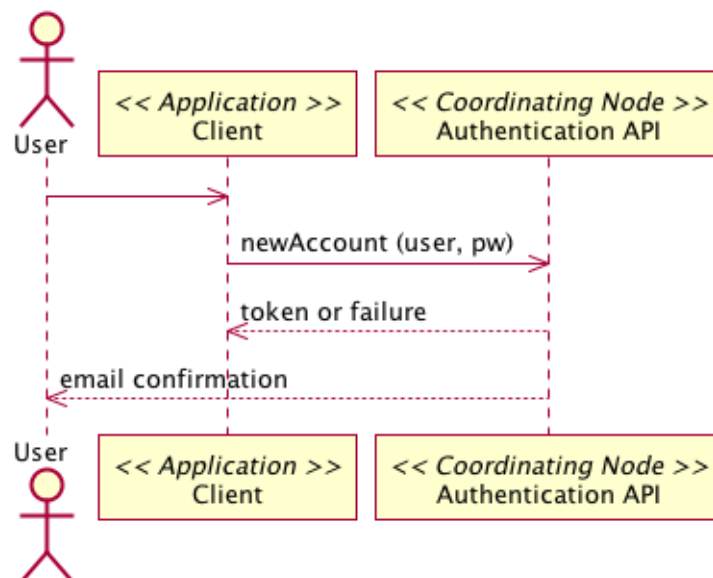 << Application >>
Client
<< Coordinating Node >>
Authentication API
User
newAccount (user, pw)
token or failure
email confirmation
User
<< Application >>
Client
<< Coordinating Node >>
Authentication API